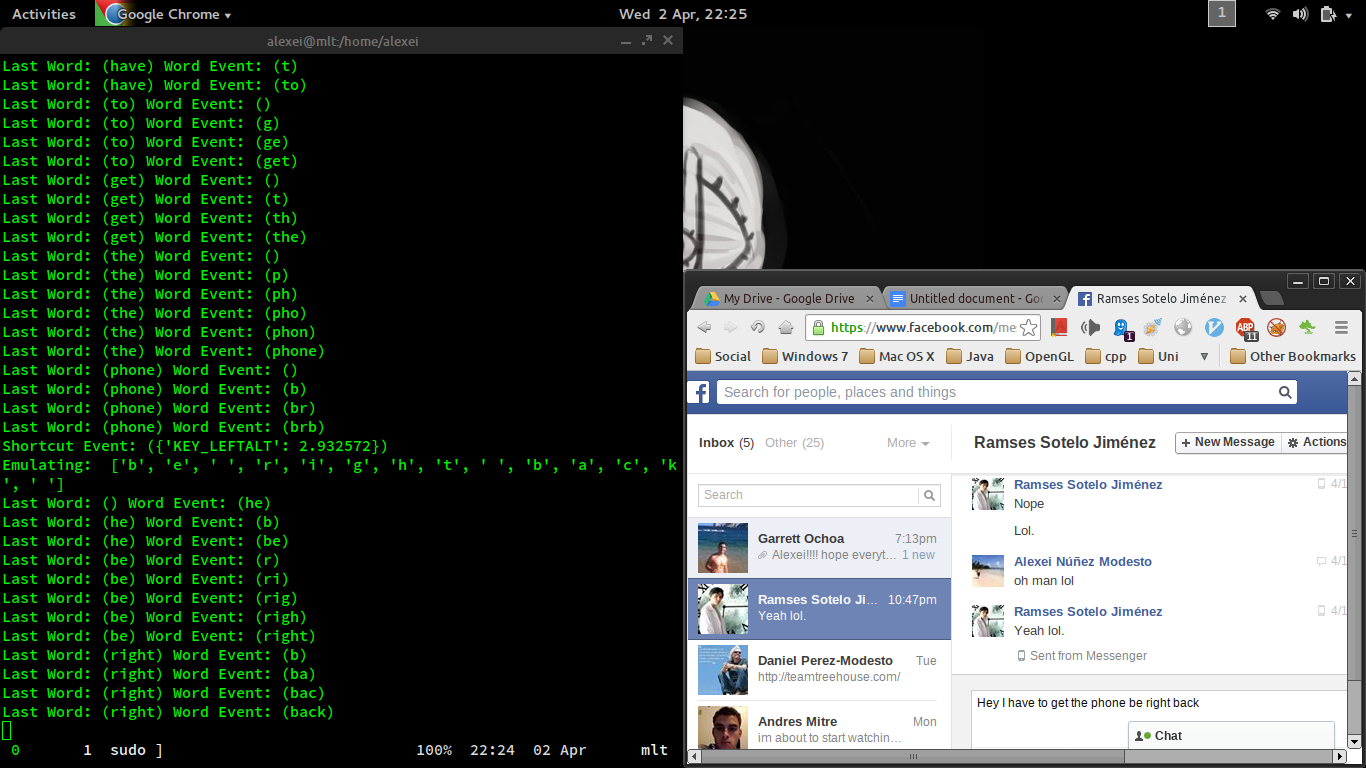 Activities Google Chrome Wed 2 Apr, 22:25 1
alexei@mlt:/home/alexei
Last Word: (have) Word Event: (t)
Last Word: (have) Word Event: (to)
Last Word: (to) Word Event: ()
Last Word: (to) Word Event: (g)
Last Word: (to) Word Event: (ge)
Last Word: (to) Word Event: (get)
Last Word: (get) Word Event: ()
Last Word: (get) Word Event: (t)
Last Word: (get) Word Event: (th)
Last Word: (get) Word Event: (the)
Last Word: (the) Word Event: ()
Last Word: (the) Word Event: (p)
Last Word: (the) Word Event: (ph)
Last Word: (the) Word Event: (pho)
Last Word: (the) Word Event: (phon)
Last Word: (the) Word Event: (phone)
Last Word: (phone) Word Event: ()
Last Word: (phone) Word Event: (b)
Last Word: (phone) Word Event: (br)
Last Word: (phone) Word Event: (brb)
Shortcut Event: ({'KEY_LEFTALT': 2.932572})
Emulating:  ['b', 'e', ' ', 'r', 'i', 'g', 'h', 't', ' ', 'b', 'a', 'c', 'k
', ' ']
Last Word: () Word Event: (he)
Last Word: (he) Word Event: (b)
Last Word: (he) Word Event: (be)
Last Word: (be) Word Event: (r)
Last Word: (be) Word Event: (ri)
Last Word: (be) Word Event: (rig)
Last Word: (be) Word Event: (righ)
Last Word: (be) Word Event: (right)
Last Word: (right) Word Event: (b)
Last Word: (right) Word Event: (ba)
Last Word: (right) Word Event: (bac)
Last Word: (right) Word Event: (back)
0 1 sudo ] 100% 22:24 02 Apr mlt
My Drive - Google Drive Untitled document - Goo Ramses Sotelo Jiménez
https://www.facebook.com/me 1 ABP 11
Social Windows 7 Mac OS X Java OpenGL cpp Uni Other Bookmarks
Search for people, places and things
Inbox (5) Other (25) More
Ramses Sotelo Jiménez + New Message Actions
Search
Garrett Ochoa 7:13pm
Alexei!!!! hope everyt... 1 new
Ramses Sotelo Ji... 10:47pm
Yeah lol.
Daniel Perez-Modesto Tue
http://teamtreehouse.com/
Andres Mitre Mon
im about to start watchin...
Ramses Sotelo Jiménez 4/1
Nope
Lol.
Alexei Núñez Modesto 4/1
oh man lol
Ramses Sotelo Jiménez 4/1
Yeah lol.
Sent from Messenger
Hey I have to get the phone be right back
Chat